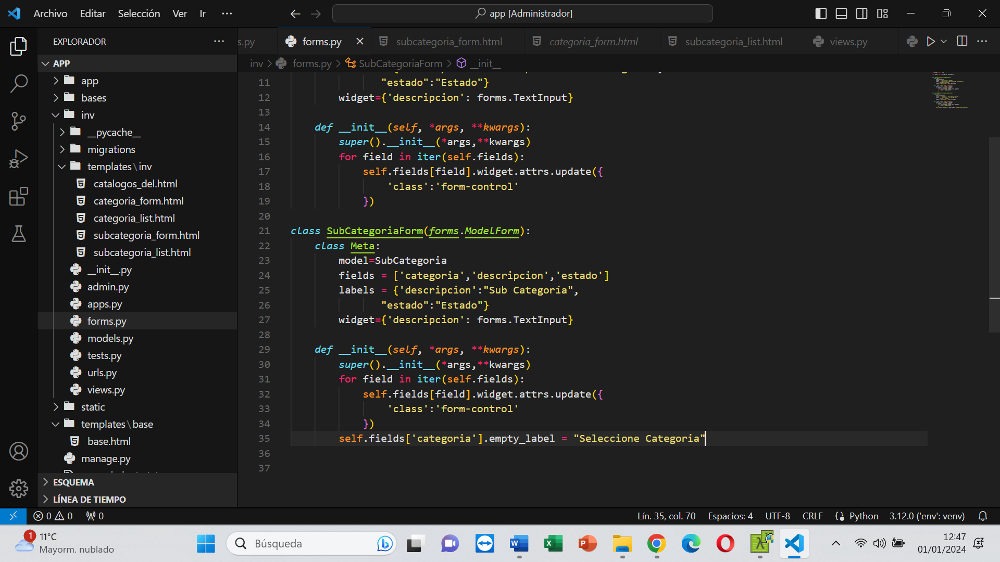 Archivo Editar Selección Ver Ir ··· app [Administrador]
EXPLORADOR ···
s.py forms.py subcategoria_form.html categoria_form.html subcategoria_list.html views.py
APP
inv > forms.py > SubCategoriaForm > __init__
app
bases
inv
__pycache__
migrations
templates\inv
catalogos_del.html
categoria_form.html
categoria_list.html
subcategoria_form.html
subcategoria_list.html
__init__.py
admin.py
apps.py
forms.py
models.py
tests.py
urls.py
views.py
static
templates\base
base.html
manage.py
ESQUEMA
LÍNEA DE TIEMPO
11 "estado":"Estado"}
12 widget={'descripcion': forms.TextInput}
13
14 def __init__(self, *args, **kwargs):
15 super().__init__(*args,**kwargs)
16 for field in iter(self.fields):
17 self.fields[field].widget.attrs.update({
18 'class':'form-control'
19 })
20
21 class SubCategoriaForm(forms.ModelForm):
22 class Meta:
23 model=SubCategoria
24 fields = ['categoria','descripcion','estado']
25 labels = {'descripcion':"Sub Categoría",
26 "estado":"Estado"}
27 widget={'descripcion': forms.TextInput}
28
29 def __init__(self, *args, **kwargs):
30 super().__init__(*args,**kwargs)
31 for field in iter(self.fields):
32 self.fields[field].widget.attrs.update({
33 'class':'form-control'
34 })
35 self.fields['categoria'].empty_label = "Seleccione Categoria"
36
37
0 0 0 Lín. 35, col. 70 Espacios: 4 UTF-8 CRLF Python 3.12.0 ('env': venv)
1 11°C
Mayorm. nublado
Búsqueda
12:47
01/01/2024